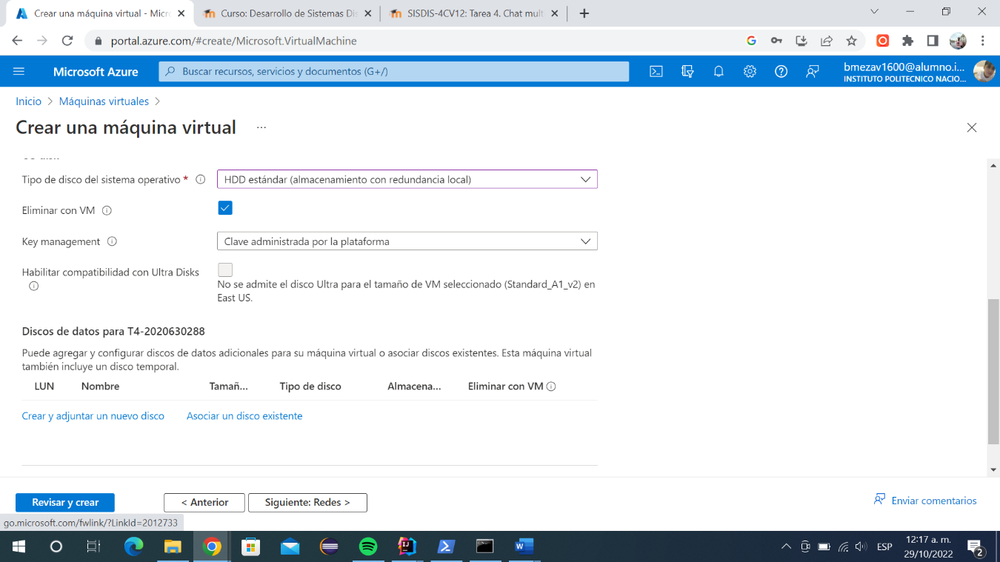 Crear una máquina virtual - Micr
Curso: Desarrollo de Sistemas Dis
SISDIS-4CV12: Tarea 4. Chat mult
portal.azure.com/#create/Microsoft.VirtualMachine
Microsoft Azure
Buscar recursos, servicios y documentos (G+/)
bmezav1600@alumno.i...
INSTITUTO POLITECNICO NACIO...
Inicio > Máquinas virtuales >
Crear una máquina virtual ...
Tipo de disco del sistema operativo *
HDD estándar (almacenamiento con redundancia local)
Eliminar con VM
Key management
Clave administrada por la plataforma
Habilitar compatibilidad con Ultra Disks
No se admite el disco Ultra para el tamaño de VM seleccionado (Standard_A1_v2) en
East US.
Discos de datos para T4-2020630288
Puede agregar y configurar discos de datos adicionales para su máquina virtual o asociar discos existentes. Esta máquina virtual
también incluye un disco temporal.
LUN Nombre Tamañ... Tipo de disco Almacena... Eliminar con VM
Crear y adjuntar un nuevo disco Asociar un disco existente
Revisar y crear < Anterior Siguiente: Redes > Enviar comentarios
go.microsoft.com/fwlink/?LinkId=2012733
ESP
12:17 a. m.
29/10/2022
2